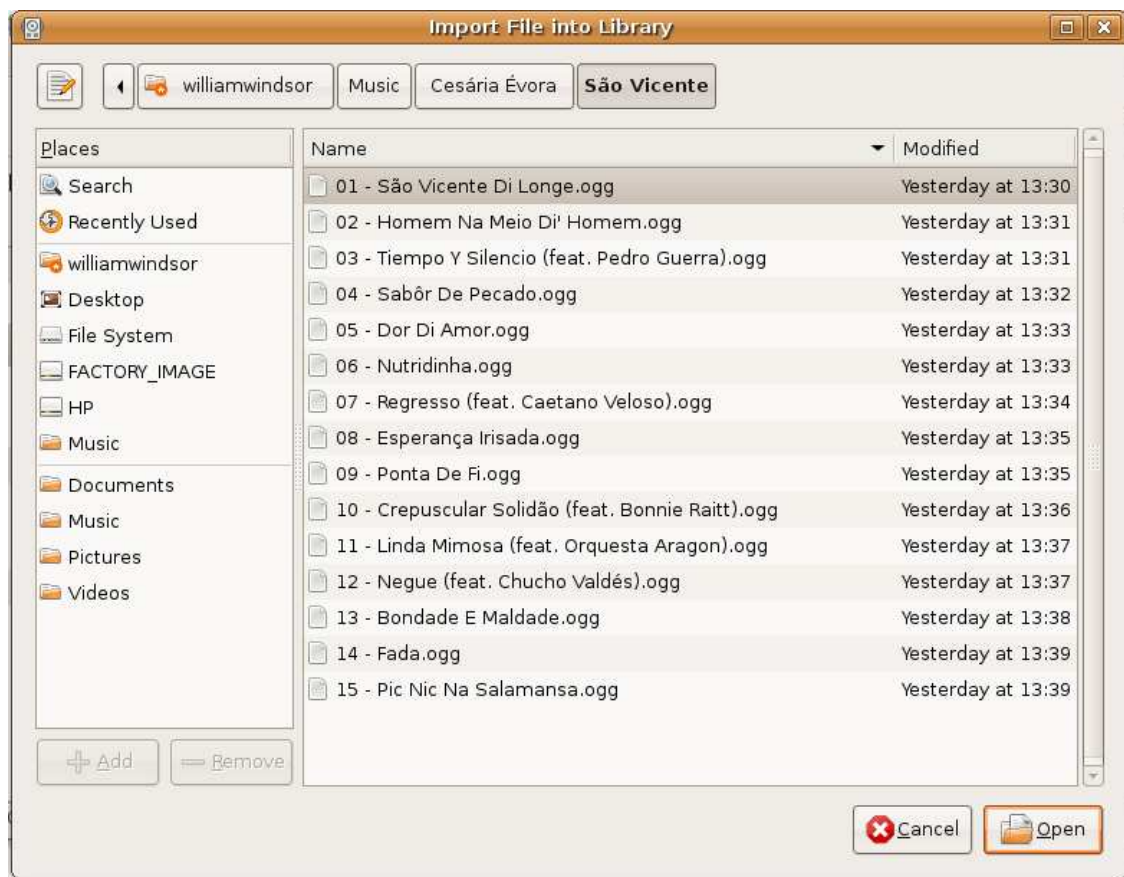 Import File into Library
williamwindsor Music Cesária Évora São Vicente
Places
Search
Recently Used
williamwindsor
Desktop
File System
FACTORY_IMAGE
HP
Music
Documents
Music
Pictures
Videos
Add Remove
Name Modified
01 - São Vicente Di Longe.ogg Yesterday at 13:30
02 - Homem Na Meio Di' Homem.ogg Yesterday at 13:31
03 - Tiempo Y Silencio (feat. Pedro Guerra).ogg Yesterday at 13:31
04 - Sabôr De Pecado.ogg Yesterday at 13:32
05 - Dor Di Amor.ogg Yesterday at 13:33
06 - Nutridinha.ogg Yesterday at 13:33
07 - Regresso (feat. Caetano Veloso).ogg Yesterday at 13:34
08 - Esperança Irisada.ogg Yesterday at 13:35
09 - Ponta De Fi.ogg Yesterday at 13:35
10 - Crepuscular Solidão (feat. Bonnie Raitt).ogg Yesterday at 13:36
11 - Linda Mimosa (feat. Orquesta Aragon).ogg Yesterday at 13:37
12 - Negue (feat. Chucho Valdés).ogg Yesterday at 13:37
13 - Bondade E Maldade.ogg Yesterday at 13:38
14 - Fada.ogg Yesterday at 13:39
15 - Pic Nic Na Salamansa.ogg Yesterday at 13:39
Cancel Open